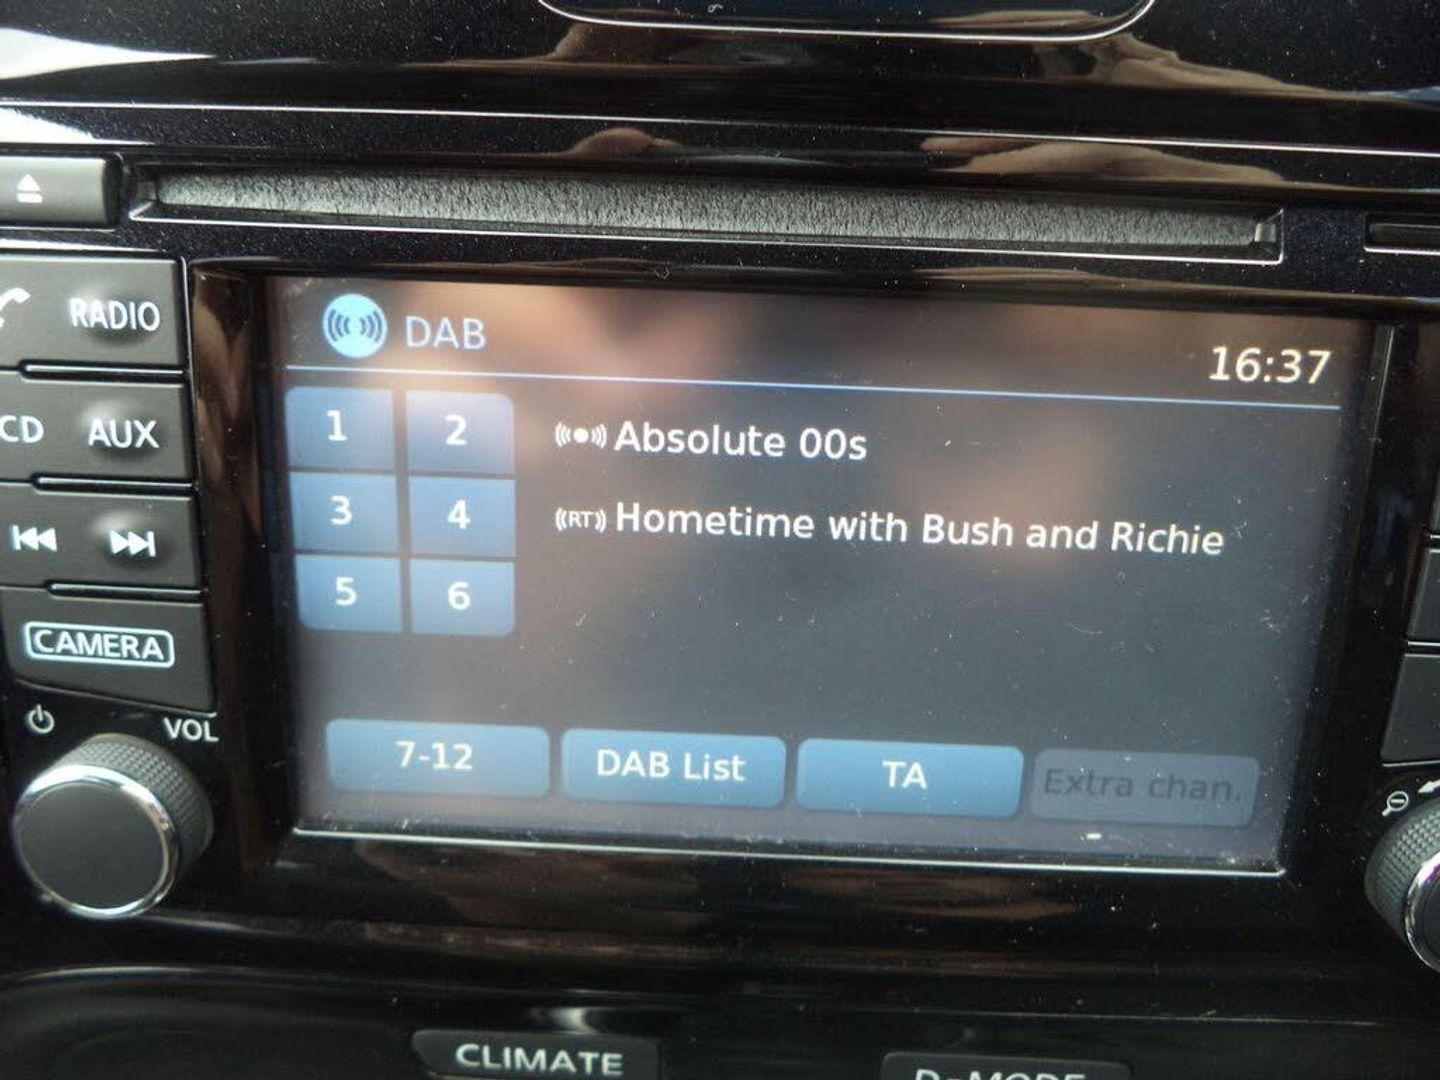 RADIO
CD AUX
CAMERA
VOL
DAB
16:37
1 2
3 4
5 6
Absolute 00s
RT Hometime with Bush and Richie
7-12 DAB List TA Extra chan.
CLIMATE
D-MODE